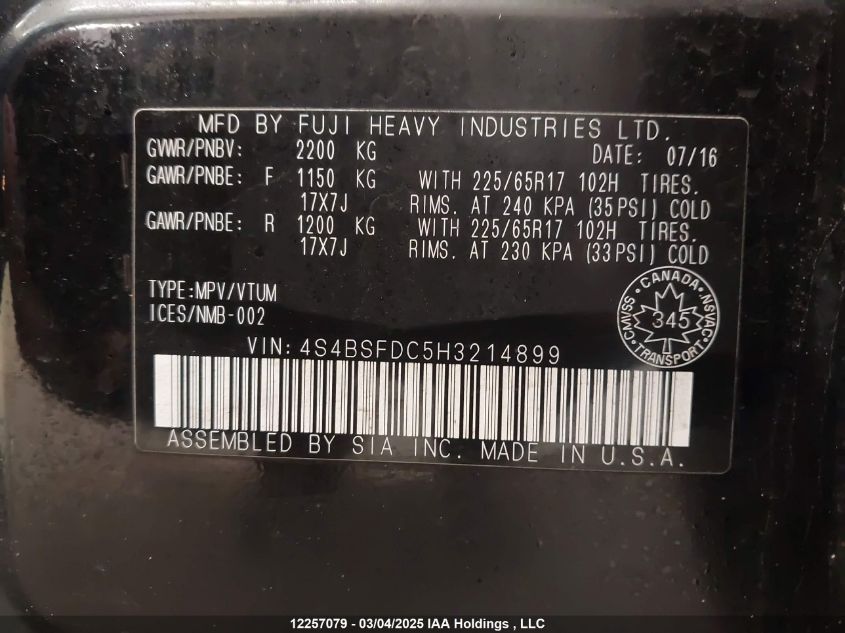 MFD BY FUJI HEAVY INDUSTRIES LTD.
GVWR/PNBV: 2200 KG DATE: 07/16
GAWR/PNBE: F 1150 KG WITH 225/65R17 102H TIRES.
17X7J RIMS. AT 240 KPA (35PSI) COLD
GAWR/PNBE: R 1200 KG WITH 225/65R17 102H TIRES.
17X7J RIMS. AT 230 KPA (33PSI) COLD
TYPE:MPV/VTUM
ICES/NMB-002
CANADA
CMVSS NSVAC
345
TRANSPORT
VIN: 4S4BSFDC5H3214899
ASSEMBLED BY SIA INC. MADE IN U.S.A.
12257079 - 03/04/2025 IAA Holdings , LLC